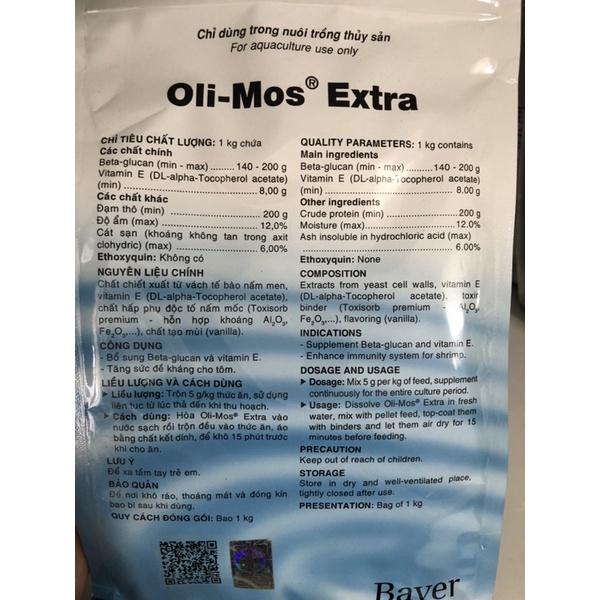 Chỉ dùng trong nuôi trồng thủy sản
For aquaculture use only
Oli-Mos® Extra
CHỈ TIÊU CHẤT LƯỢNG: 1 kg chứa
Các chất chính
Beta-glucan (min - max) .......... 140 - 200 g
Vitamin E (DL-alpha-Tocopherol acetate)
(min) ............................................ 8,00 g
Các chất khác
Đạm thô (min) .............................. 200 g
Độ ẩm (max) ............................... 12,0%
Cát sạn (khoáng không tan trong axit
clohydric) (max) .......................... 6,00%
Ethoxyquin: Không có
NGUYÊN LIỆU CHÍNH
Chất chiết xuất từ vách tế bào nấm men,
vitamin E (DL-alpha-Tocopherol acetate),
chất hấp phụ độc tố nấm mốc (Toxisorb
premium - hỗn hợp khoáng Al₂O₃,
Fe₂O₃,...), chất tạo mùi (vanilla).
CÔNG DỤNG
- Bổ sung Beta-glucan và vitamin E.
- Tăng sức đề kháng cho tôm.
LIỀU LƯỢNG VÀ CÁCH DÙNG
▶ Liều lượng: Trộn 5 g/kg thức ăn, sử dụng
liên tục từ lúc thả đến khi thu hoạch.
▶ Cách dùng: Hòa Oli-Mos® Extra vào
nước sạch rồi trộn đều vào thức ăn, áo
bằng chất kết dính, để khô 15 phút trước
khi cho ăn.
LƯU Ý
Để xa tầm tay trẻ em.
BẢO QUẢN
Để nơi khô ráo, thoáng mát và đóng kín
bao bì sau khi dùng.
QUY CÁCH ĐÓNG GÓI: Bao 1 kg
QUALITY PARAMETERS: 1 kg contains
Main ingredients
Beta-glucan (min - max) .......... 140 - 200 g
Vitamin E (DL-alpha-Tocopherol acetate)
(min) ............................................ 8.00 g
Other ingredients
Crude protein (min) ..................... 200 g
Moisture (max) ............................ 12.0%
Ash insoluble in hydrochloric acid (max)
..................................................... 6.00%
Ethoxyquin: None
COMPOSITION
Extracts from yeast cell walls, vitamin E
(DL-alpha-Tocopherol acetate), toxin
binder (Toxisorb premium - Al₂O₃,
Fe₂O₃,...), flavoring (vanilla).
INDICATIONS
- Supplement Beta-glucan and vitamin E.
- Enhance immunity system for shrimp.
DOSAGE AND USAGE
▶ Dosage: Mix 5 g per kg of feed, supplement
continuously for the entire culture period.
▶ Usage: Dissolve Oli-Mos® Extra in fresh
water, mix with pellet feed, top-coat them
with binders and let them air dry for 15
minutes before feeding.
PRECAUTION
Keep out of reach of children.
STORAGE
Store in dry and well-ventilated place,
tightly closed after use.
PRESENTATION: Bag of 1 kg
Bayer